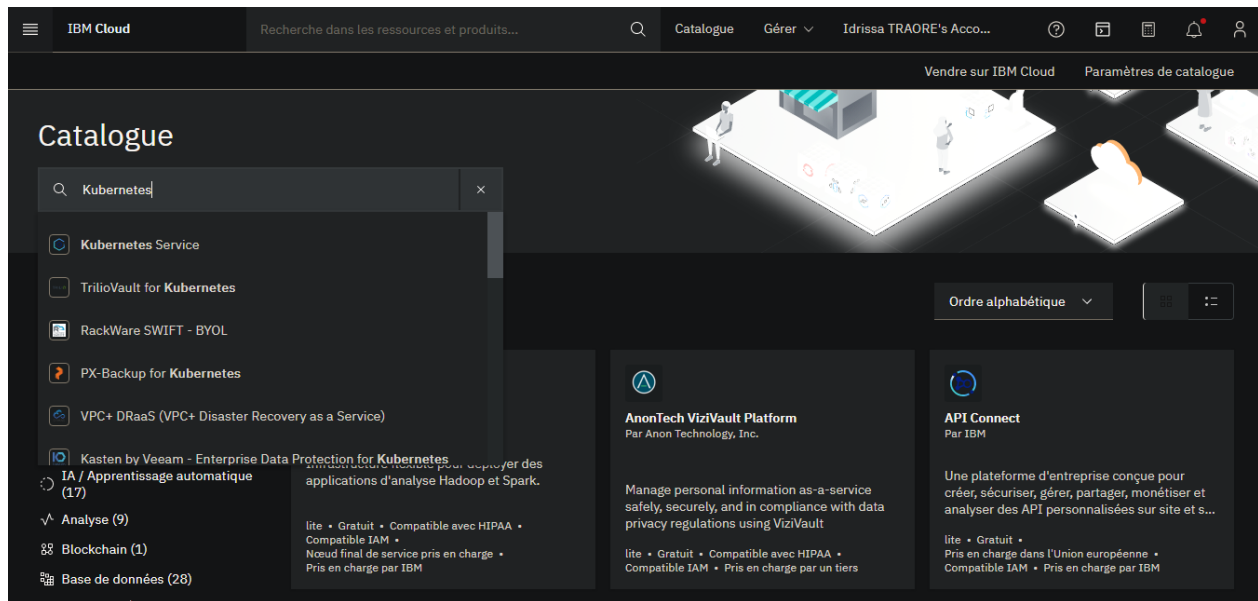 IBM Cloud
Recherche dans les ressources et produits...
Catalogue
Gérer
Idrissa TRAORE's Acco...
Vendre sur IBM Cloud
Paramètres de catalogue
Catalogue
Kubernetes
Kubernetes Service
TrilioVault for Kubernetes
RackWare SWIFT - BYOL
PX-Backup for Kubernetes
VPC+ DRaaS (VPC+ Disaster Recovery as a Service)
Kasten by Veeam - Enterprise Data Protection for Kubernetes
IA / Apprentissage automatique
(17)
Analyse (9)
Blockchain (1)
Base de données (28)
Ordre alphabétique
Infrastructure flexible pour déployer des
applications d'analyse Hadoop et Spark.
lite • Gratuit • Compatible avec HIPAA •
Compatible IAM •
Nœud final de service pris en charge •
Pris en charge par IBM
AnonTech ViziVault Platform
Par Anon Technology, Inc.
Manage personal information as-a-service
safely, securely, and in compliance with data
privacy regulations using ViziVault
lite • Gratuit • Compatible avec HIPAA •
Compatible IAM • Pris en charge par un tiers
API Connect
Par IBM
Une plateforme d'entreprise conçue pour
créer, sécuriser, gérer, partager, monétiser et
analyser des API personnalisées sur site et s...
lite • Gratuit •
Pris en charge dans l'Union européenne •
Compatible IAM • Pris en charge par IBM